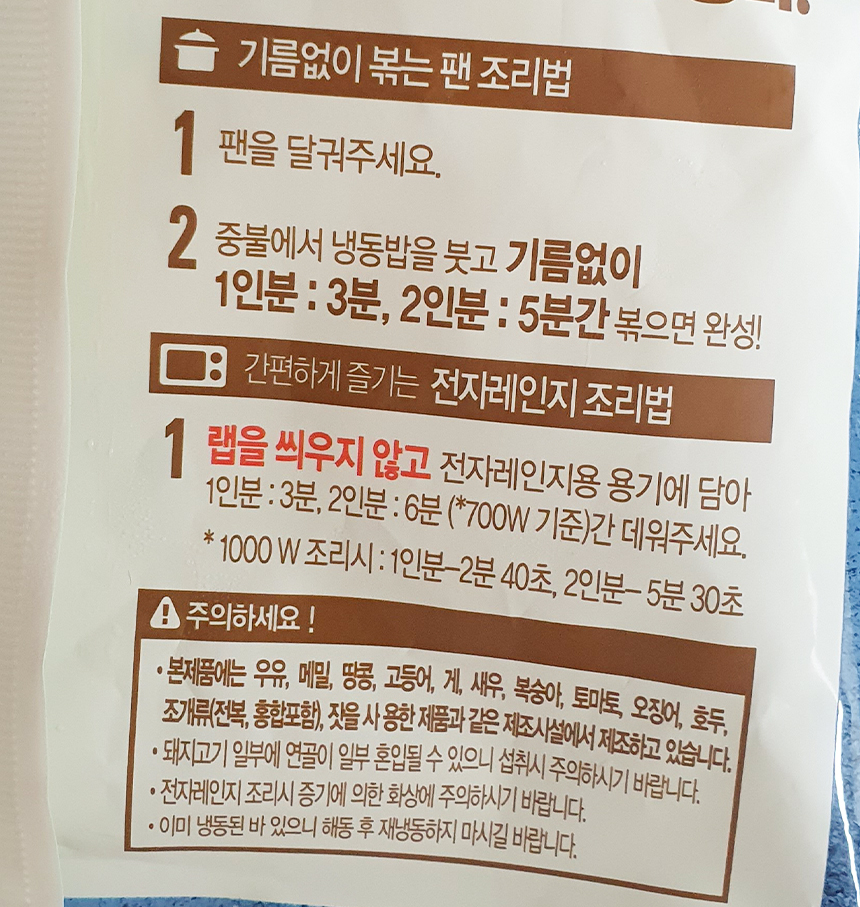 기름없이 볶는 팬 조리법
1 팬을 달궈주세요.
2 중불에서 냉동밥을 붓고 기름없이
1인분 : 3분, 2인분 : 5분간 볶으면 완성!
간편하게 즐기는 전자레인지 조리법
1 랩을 씌우지 않고 전자레인지용 용기에 담아
1인분 : 3분, 2인분 : 6분 (*700W 기준)간 데워주세요.
* 1000 W 조리시 : 1인분-2분 40초, 2인분- 5분 30초
주의하세요 !
• 본제품에는 우유, 메밀, 땅콩, 고등어, 게, 새우, 복숭아, 토마토, 오징어, 호두,
조개류(전복, 홍합포함), 잣을 사용한 제품과 같은 제조시설에서 제조하고 있습니다.
• 돼지고기 일부에 연골이 일부 혼입될 수 있으니 섭취시 주의하시기 바랍니다.
• 전자레인지 조리시 증기에 의한 화상에 주의하시기 바랍니다.
• 이미 냉동된 바 있으니 해동 후 재냉동하지 마시길 바랍니다.